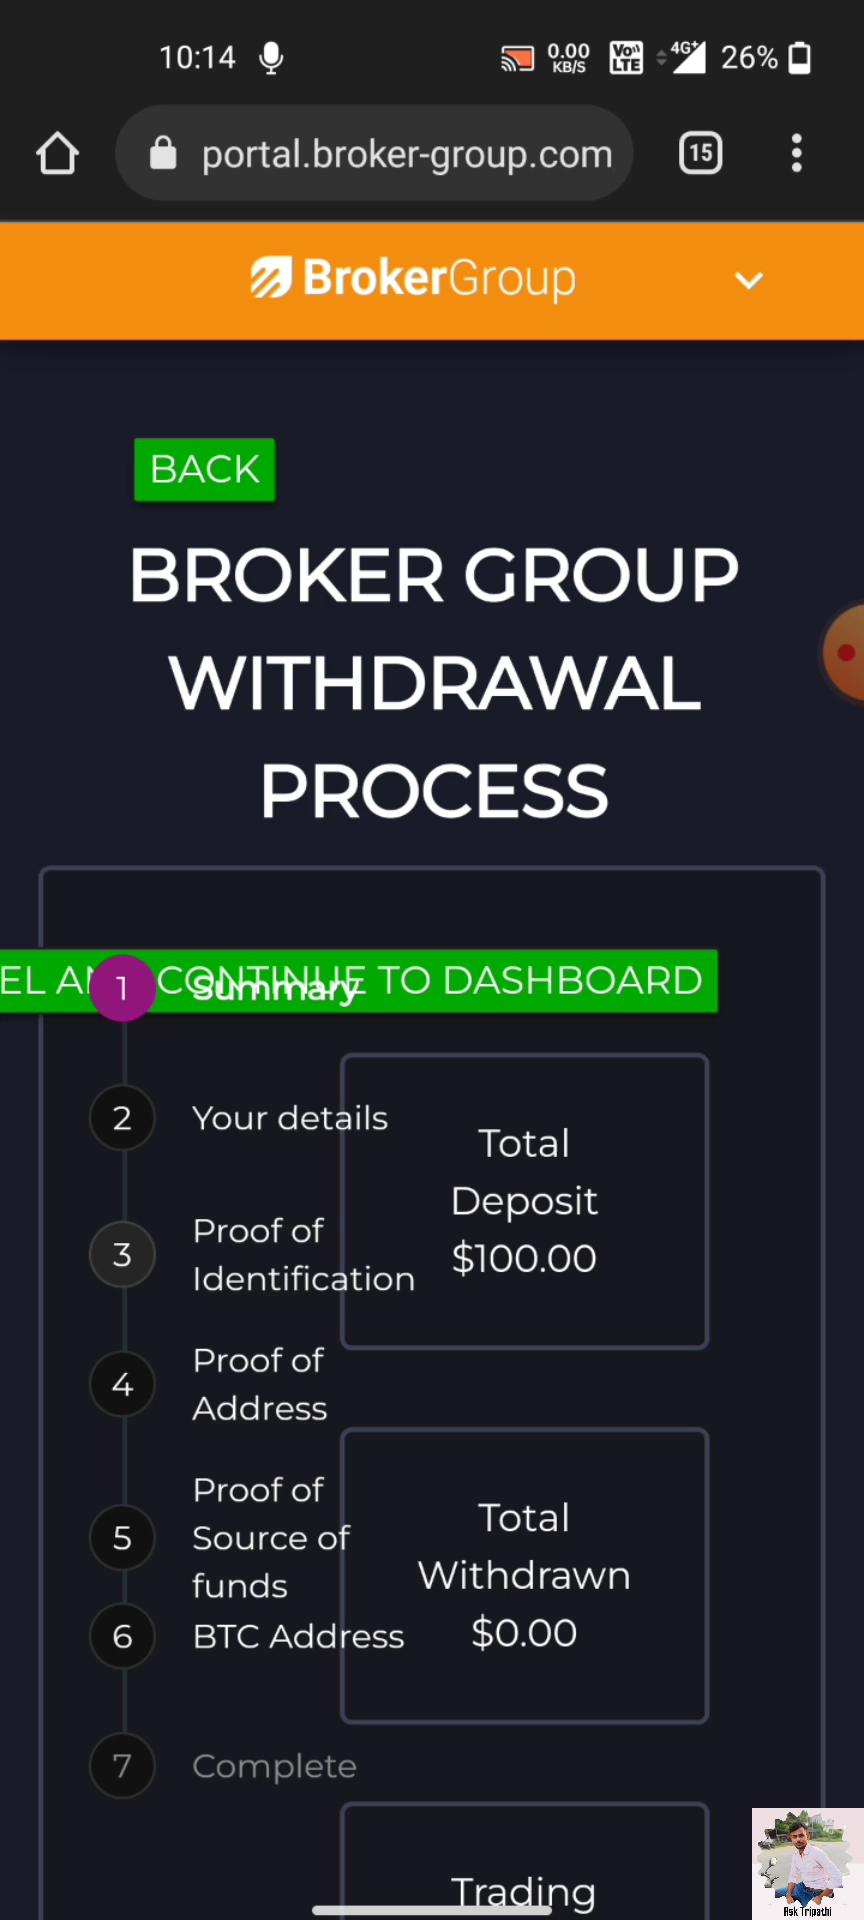 10:14
0.00
KB/S
Vo))
LTE
4G+
26%
portal.broker-group.com
15
BrokerGroup
BACK
BROKER GROUP
WITHDRAWAL
PROCESS
EL AN CONTINUE TO DASHBOARD
1 Summary
2 Your details
Total
Deposit
$100.00
3 Proof of
Identification
4 Proof of
Address
5 Proof of
Source of
funds
Total
Withdrawn
$0.00
6 BTC Address
7 Complete
Trading
Ask Tripathi